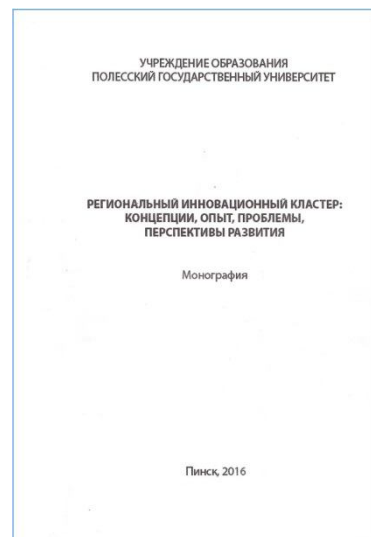 УЧРЕЖДЕНИЕ ОБРАЗОВАНИЯ
ПОЛЕССКИЙ ГОСУДАРСТВЕННЫЙ УНИВЕРСИТЕТ
РЕГИОНАЛЬНЫЙ ИННОВАЦИОННЫЙ КЛАСТЕР:
КОНЦЕПЦИИ, ОПЫТ, ПРОБЛЕМЫ,
ПЕРСПЕКТИВЫ РАЗВИТИЯ
Монография
Пинск, 2016